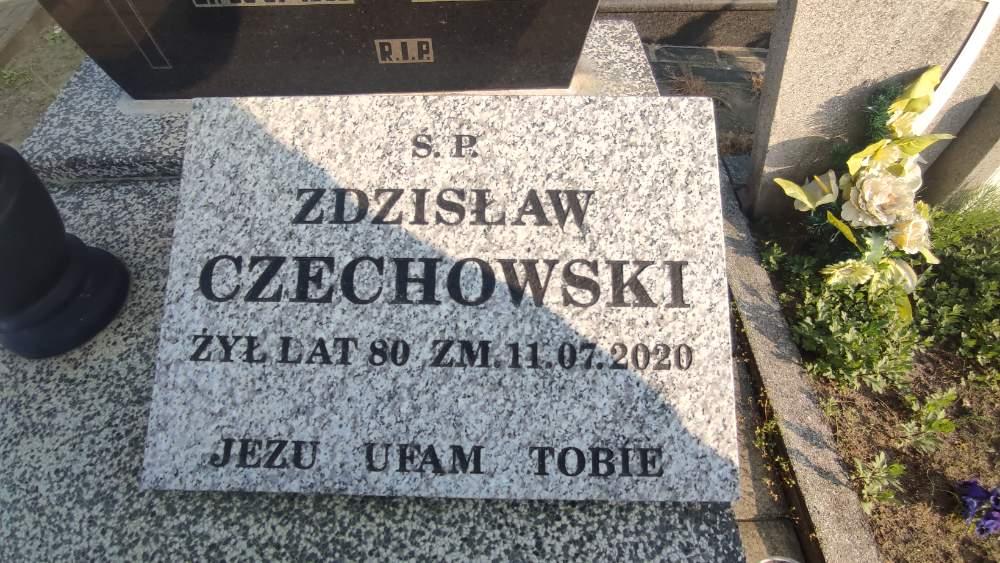 R.I.P.
Ś. P.
ZDZISŁAW
CZECHOWSKI
ŻYŁ LAT 80 ZM. 11.07.2020
JEZU UFAM TOBIE